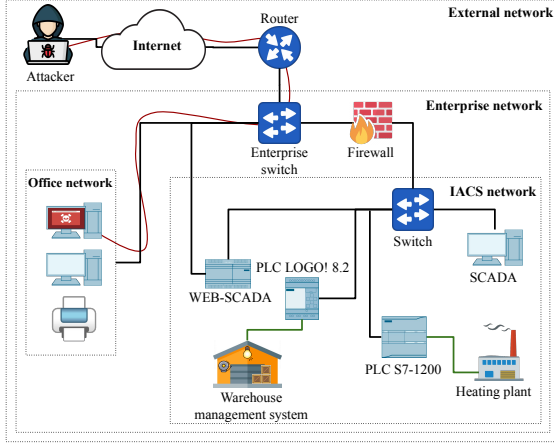 External network
Router
Internet
Attacker
Enterprise network
Enterprise
switch
Firewall
Office network
IACS network
Switch
PLC LOGO! 8.2
WEB-SCADA
SCADA
PLC S7-1200
Heating plant
Warehouse
management system